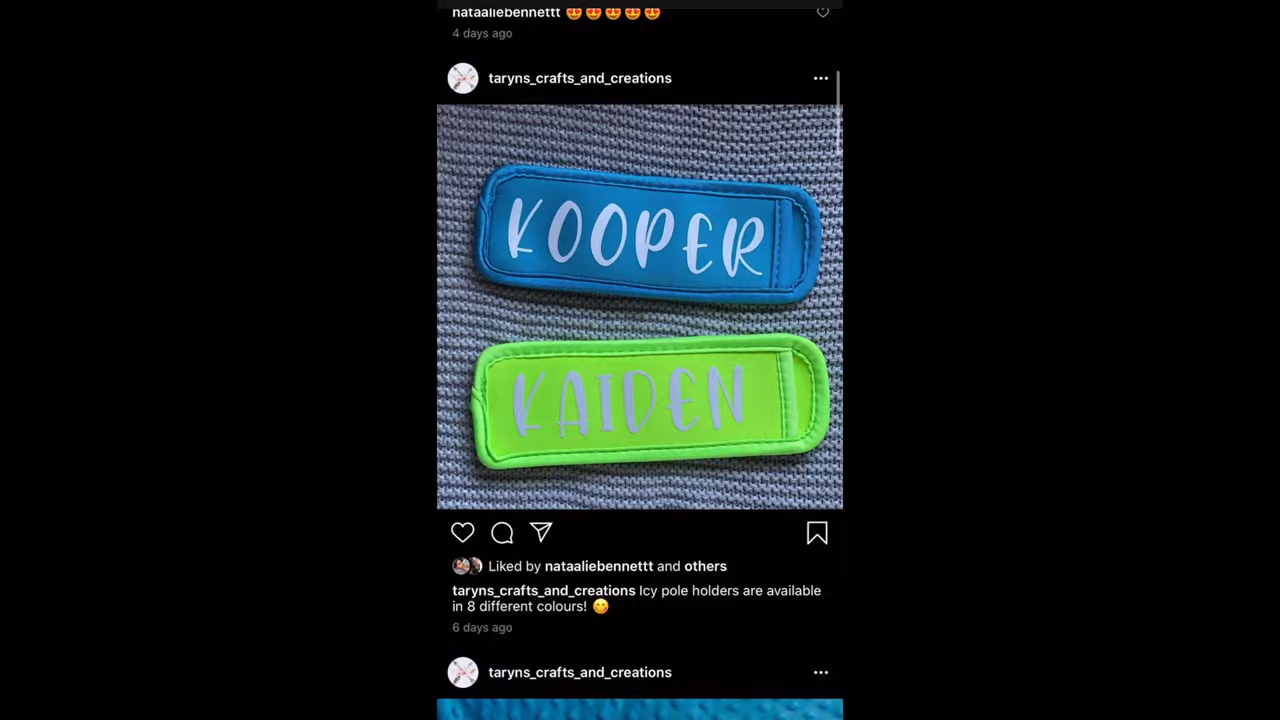 nataaliebennettt 😍😍😍😍😍
4 days ago
taryns_crafts_and_creations
KOOPER
KAIDEN
Liked by nataaliebennettt and others
taryns_crafts_and_creations Icy pole holders are available
in 8 different colours! 😋
6 days ago
taryns_crafts_and_creations